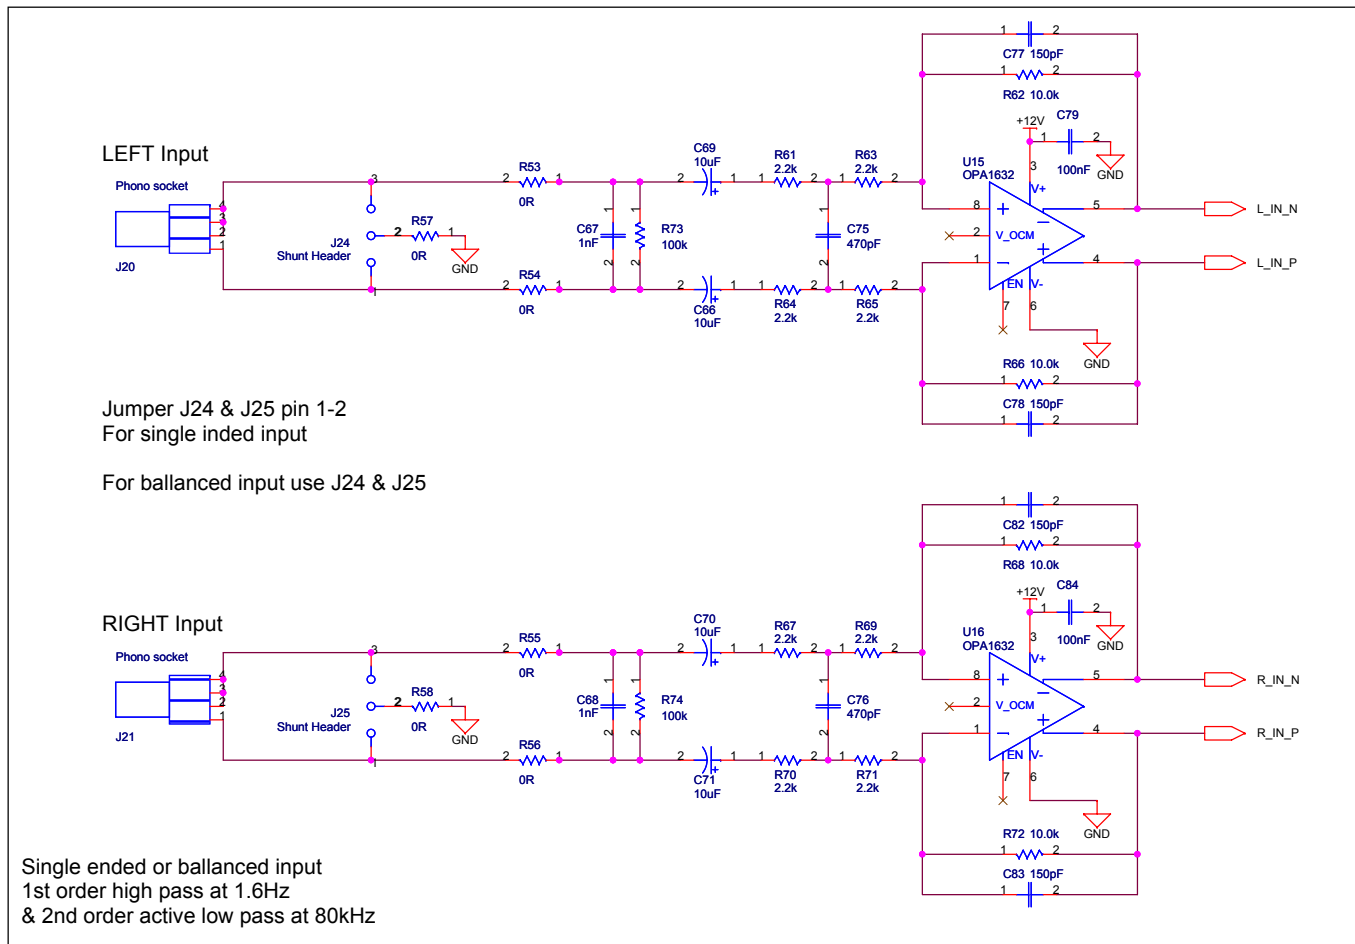 1 2
C77 150pF
1 2
R62 10.0k
+12V
C79
1 2
100nF
GND
3
LEFT Input
Phono socket
4
3
2
1
J20
3
J24
Shunt Header
2 R57 1
0R
GND
1
R53
2 1
0R
R54
2 1
0R
C67
1nF
1
2
R73
100k
1
2
C69
10uF
2 1
C66
10uF
2 1
R61
2.2k
1 2
R63
2.2k
1 2
C75
470pF
1
2
R64
2.2k
1 2
R65
2.2k
1 2
U15
OPA1632
V+
8 + 5
2 V_OCM
1 4
EN V-
7 6
GND
L_IN_N
L_IN_P
R66 10.0k
1 2
C78 150pF
1 2
Jumper J24 & J25 pin 1-2
For single inded input
For ballanced input use J24 & J25
1 2
C82 150pF
1 2
R68 10.0k
+12V
C84
1 2
100nF
GND
3
RIGHT Input
Phono socket
4
3
2
1
J21
3
J25
Shunt Header
2 R58 1
0R
GND
1
R55
2 1
0R
R56
2 1
0R
C68
1nF
1
2
R74
100k
1
2
C70
10uF
2 1
C71
10uF
2 1
R67
2.2k
1 2
R69
2.2k
1 2
C76
470pF
1
2
R70
2.2k
1 2
R71
2.2k
1 2
U16
OPA1632
V+
8 + 5
2 V_OCM
1 4
EN V-
7 6
GND
R_IN_N
R_IN_P
R72 10.0k
1 2
C83 150pF
1 2
Single ended or ballanced input
1st order high pass at 1.6Hz
& 2nd order active low pass at 80kHz